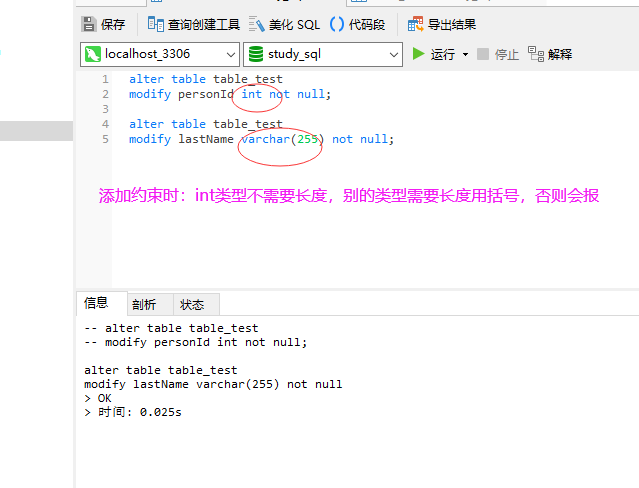 保存 查询创建工具 美化 SQL 代码段 导出结果
localhost_3306 study_sql 运行 停止 解释
1 alter table table_test
2 modify personId int not null;
3
4 alter table table_test
5 modify lastName varchar(255) not null;
添加约束时：int类型不需要长度，别的类型需要长度用括号，否则会报
信息 剖析 状态
-- alter table table_test
-- modify personId int not null;
alter table table_test
modify lastName varchar(255) not null
> OK
> 时间: 0.025s